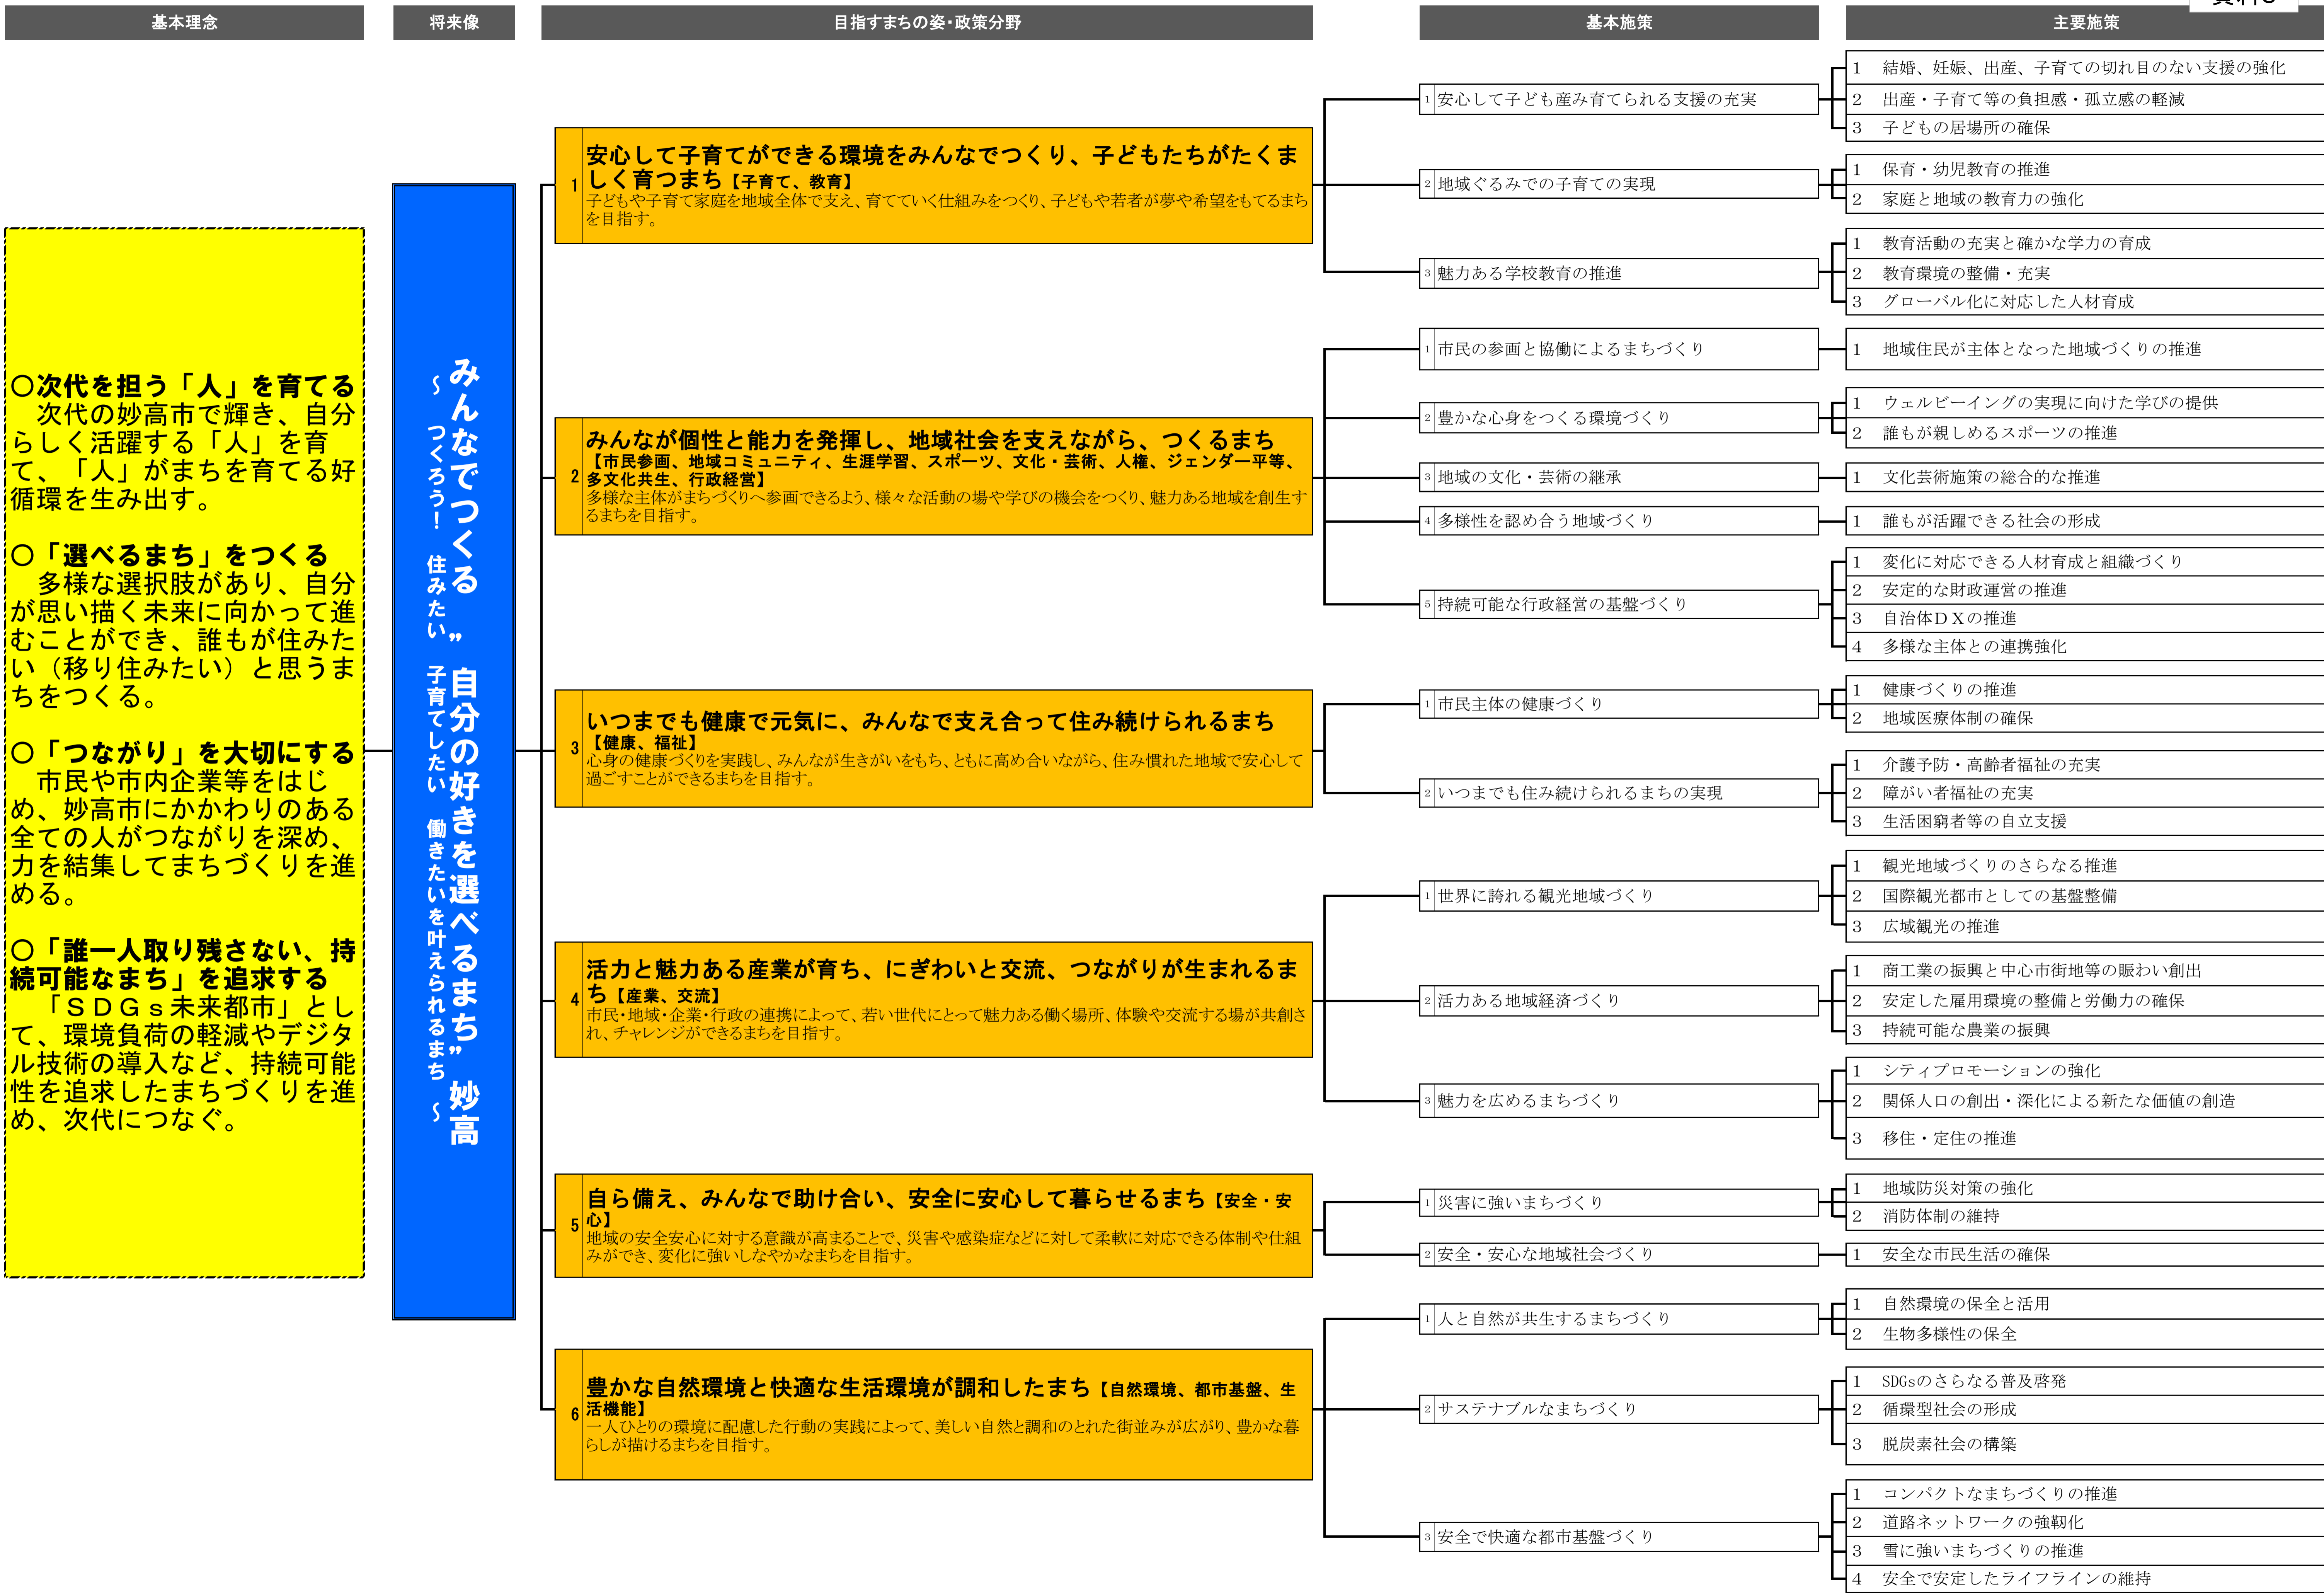 基本理念
将来像
目指すまちの姿・政策分野
基本施策
主要施策
〇次代を担う「人」を育てる
次代の妙高市で輝き、自分
らしく活躍する「人」を育
て、「人」がまちを育てる好
循環を生み出す。
〇「選べるまち」をつくる
多様な選択肢があり、自分
が思い描く未来に向かって進
むことができ、誰もが住みた
い（移り住みたい）と思うま
ちをつくる。
〇「つながり」を大切にする
市民や市内企業等をはじ
め、妙高市にかかわりのある
全ての人がつながりを深め、
力を結集してまちづくりを進
める。
〇「誰一人取り残さない、持
続可能なまち」を追求する
「ＳＤＧｓ未来都市」とし
て、環境負荷の軽減やデジタ
ル技術の導入など、持続可能
性を追求したまちづくりを進
め、次代につなぐ。
みんなでつくる　”自分の好きを選べるまち”　妙高
～　つくろう！　住みたい　子育てしたい　働きたいを叶えられるまち　～
1
安心して子育てができる環境をみんなでつくり、子どもたちがたくま
しく育つまち【子育て、教育】
子どもや子育て家庭を地域全体で支え、育てていく仕組みをつくり、子どもや若者が夢や希望をもてるまち
を目指す。
1 安心して子ども産み育てられる支援の充実
1 結婚、妊娠、出産、子育ての切れ目のない支援の強化
2 出産・子育て等の負担感・孤立感の軽減
3 子どもの居場所の確保
2 地域ぐるみでの子育ての実現
1 保育・幼児教育の推進
2 家庭と地域の教育力の強化
3 魅力ある学校教育の推進
1 教育活動の充実と確かな学力の育成
2 教育環境の整備・充実
3 グローバル化に対応した人材育成
2
みんなが個性と能力を発揮し、地域社会を支えながら、つくるまち
【市民参画、地域コミュニティ、生涯学習、スポーツ、文化・芸術、人権、ジェンダー平等、
多文化共生、行政経営】
多様な主体がまちづくりへ参画できるよう、様々な活動の場や学びの機会をつくり、魅力ある地域を創生す
るまちを目指す。
1 市民の参画と協働によるまちづくり
1 地域住民が主体となった地域づくりの推進
2 豊かな心身をつくる環境づくり
1 ウェルビーイングの実現に向けた学びの提供
2 誰もが親しめるスポーツの推進
3 地域の文化・芸術の継承
1 文化芸術施策の総合的な推進
4 多様性を認め合う地域づくり
1 誰もが活躍できる社会の形成
5 持続可能な行政経営の基盤づくり
1 変化に対応できる人材育成と組織づくり
2 安定的な財政運営の推進
3 自治体ＤＸの推進
4 多様な主体との連携強化
3
いつまでも健康で元気に、みんなで支え合って住み続けられるまち
【健康、福祉】
心身の健康づくりを実践し、みんなが生きがいをもち、ともに高め合いながら、住み慣れた地域で安心して
過ごすことができるまちを目指す。
1 市民主体の健康づくり
1 健康づくりの推進
2 地域医療体制の確保
2 いつまでも住み続けられるまちの実現
1 介護予防・高齢者福祉の充実
2 障がい者福祉の充実
3 生活困窮者等の自立支援
4
活力と魅力ある産業が育ち、にぎわいと交流、つながりが生まれるま
ち【産業、交流】
市民・地域・企業・行政の連携によって、若い世代にとって魅力ある働く場所、体験や交流する場が共創さ
れ、チャレンジができるまちを目指す。
1 世界に誇れる観光地域づくり
1 観光地域づくりのさらなる推進
2 国際観光都市としての基盤整備
3 広域観光の推進
2 活力ある地域経済づくり
1 商工業の振興と中心市街地等の賑わい創出
2 安定した雇用環境の整備と労働力の確保
3 持続可能な農業の振興
3 魅力を広めるまちづくり
1 シティプロモーションの強化
2 関係人口の創出・深化による新たな価値の創造
3 移住・定住の推進
5
自ら備え、みんなで助け合い、安全に安心して暮らせるまち【安全・安
心】
地域の安全安心に対する意識が高まることで、災害や感染症などに対して柔軟に対応できる体制や仕組
みができ、変化に強いしなやかなまちを目指す。
1 災害に強いまちづくり
1 地域防災対策の強化
2 消防体制の維持
2 安全・安心な地域社会づくり
1 安全な市民生活の確保
6
豊かな自然環境と快適な生活環境が調和したまち【自然環境、都市基盤、生
活機能】
一人ひとりの環境に配慮した行動の実践によって、美しい自然と調和のとれた街並みが広がり、豊かな暮
らしが描けるまちを目指す。
1 人と自然が共生するまちづくり
1 自然環境の保全と活用
2 生物多様性の保全
2 サステナブルなまちづくり
1 SDGsのさらなる普及啓発
2 循環型社会の形成
3 脱炭素社会の構築
3 安全で快適な都市基盤づくり
1 コンパクトなまちづくりの推進
2 道路ネットワークの強靭化
3 雪に強いまちづくりの推進
4 安全で安定したライフラインの維持